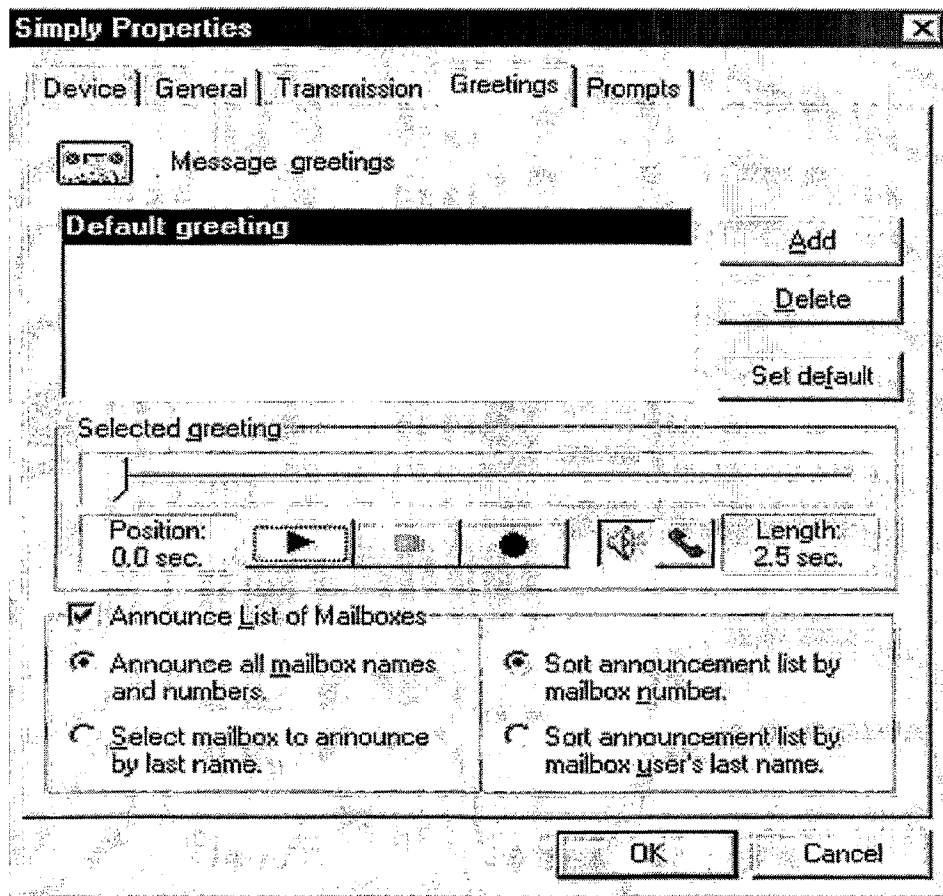 Simply Properties
Device General Transmission Greetings Prompts
Message greetings
Default greeting
Add
Delete
Set default
Selected greeting
Position:
0.0 sec.
Length:
2.5 sec.
Announce List of Mailboxes
Announce all mailbox names
and numbers.
Select mailbox to announce
by last name.
Sort announcement list by
mailbox number.
Sort announcement list by
mailbox user's last name.
OK Cancel